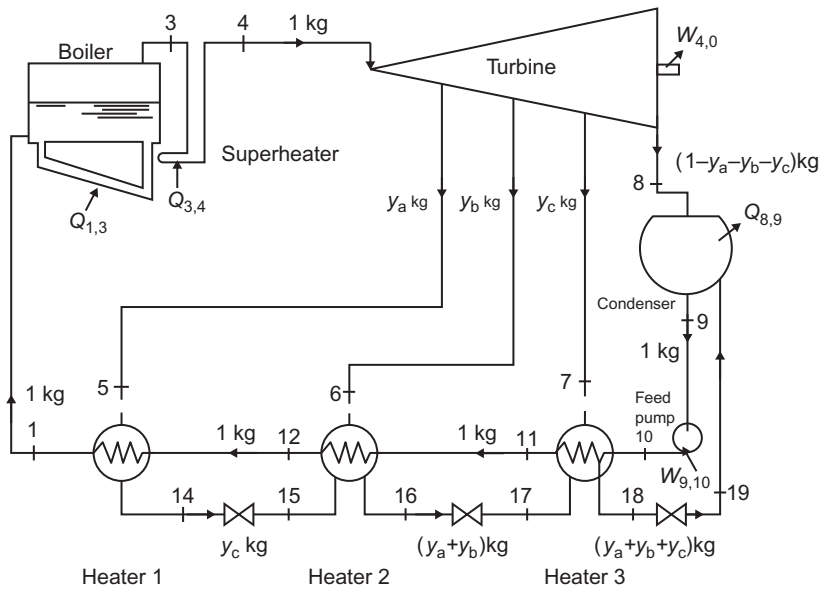 3
4
1 kg
Boiler
Turbine
W4,0
Superheater
(1–ya–yb–yc)kg
8
Q1,3
Q3,4
ya kg
yb kg
yc kg
Q8,9
Condenser
9
1 kg
5
6
7
1 kg
Feed
pump
1
1 kg
12
1 kg
11
10
W9,10
14
15
16
17
18
19
yc kg
(ya+yb)kg
(ya+yb+yc)kg
Heater 1
Heater 2
Heater 3